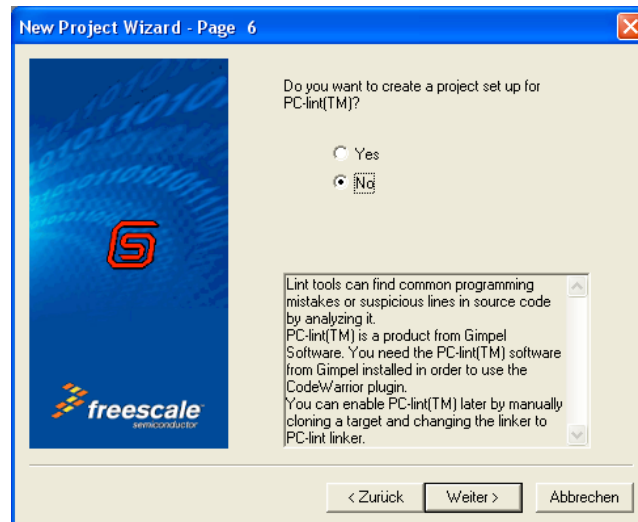 New Project Wizard - Page 6
Do you want to create a project set up for
PC-lint(TM)?
Yes
No
Lint tools can find common programming
mistakes or suspicious lines in source code
by analyzing it.
PC-lint(TM) is a product from Gimpel
Software. You need the PC-lint(TM) software
from Gimpel installed in order to use the
CodeWarrior plugin.
You can enable PC-lint(TM) later by manually
cloning a target and changing the linker to
PC-lint linker.
freescale
semiconductor
< Zurück
Weiter >
Abbrechen